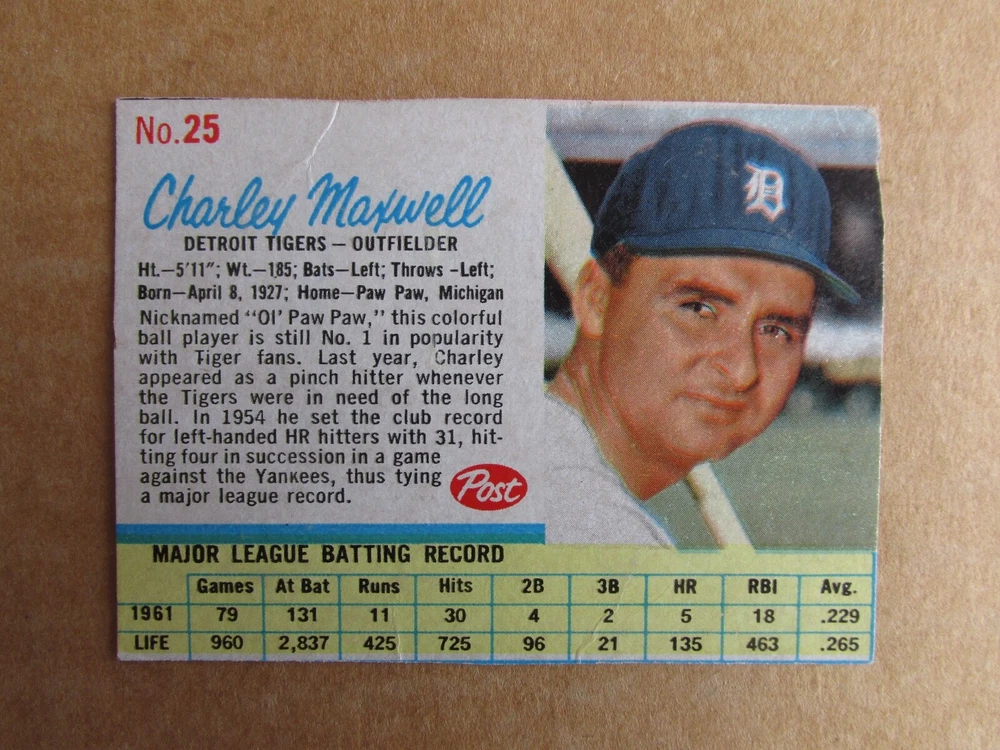 No.25
Charley Maxwell
DETROIT TIGERS – OUTFIELDER
Ht.–5'11"; Wt.–185; Bats–Left; Throws –Left;
Born–April 8, 1927; Home–Paw Paw, Michigan
Nicknamed "Ol' Paw Paw," this colorful
ball player is still No. 1 in popularity
with Tiger fans. Last year, Charley
appeared as a pinch hitter whenever
the Tigers were in need of the long
ball. In 1954 he set the club record
for left-handed HR hitters with 31, hit-
ting four in succession in a game
against the Yankees, thus tying
a major league record.
Post
D
MAJOR LEAGUE BATTING RECORD
Games At Bat Runs Hits 2B 3B HR RBI Avg.
1961 79 131 11 30 4 2 5 18 .229
LIFE 960 2,837 425 725 96 21 135 463 .265